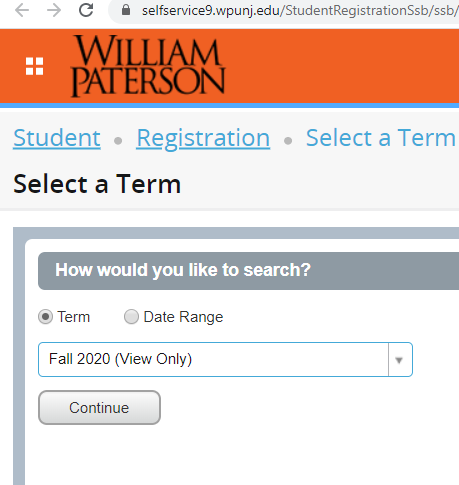 selfservice9.wpunj.edu/StudentRegistrationSsb/ssb/
WILLIAM
PATERSON
Student • Registration • Select a Term
Select a Term
How would you like to search?
Term Date Range
Fall 2020 (View Only)
Continue